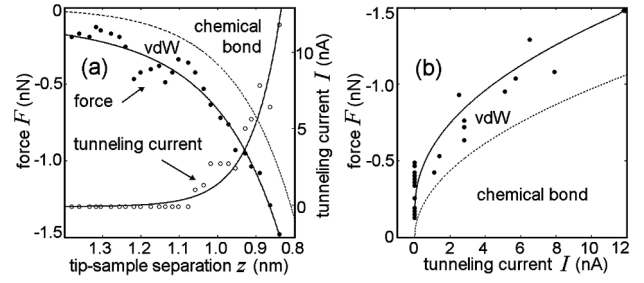 0
-0.5
-1.0
-1.5
force F (nN)
(a)
vdW
chemical bond
force
tunneling current
10
5
0
tunneling current I (nA)
1.3 1.2 1.1 1.0 0.9 0.8
tip-sample separation z (nm)
-1.5
-1.0
-0.5
0
force F (nN)
(b)
vdW
chemical bond
0 4 6 8 10 12
tunneling current I (nA)